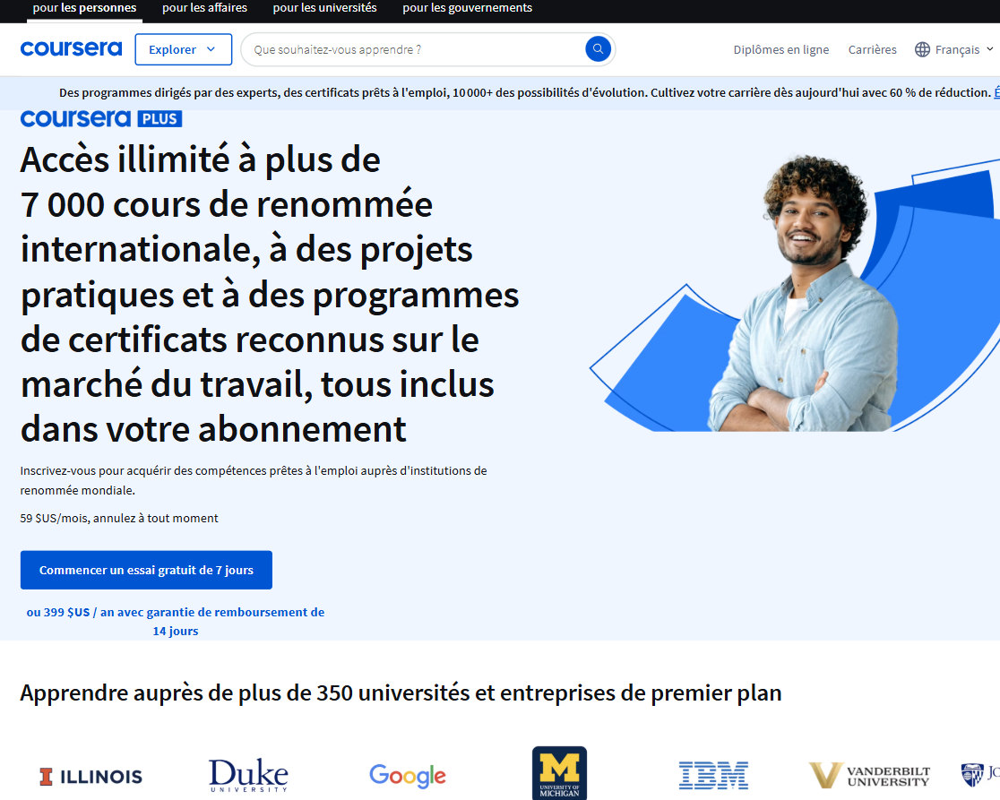 pour les personnes pour les affaires pour les universités pour les gouvernements
coursera Explorer Que souhaitez-vous apprendre ? Diplômes en ligne Carrières Français
Des programmes dirigés par des experts, des certificats prêts à l'emploi, 10 000+ des possibilités d'évolution. Cultivez votre carrière dès aujourd'hui avec 60 % de réduction.
coursera PLUS
Accès illimité à plus de
7 000 cours de renommée
internationale, à des projets
pratiques et à des programmes
de certificats reconnus sur le
marché du travail, tous inclus
dans votre abonnement
Inscrivez-vous pour acquérir des compétences prêtes à l'emploi auprès d'institutions de
renommée mondiale.
59 $US/mois, annulez à tout moment
Commencer un essai gratuit de 7 jours
ou 399 $US / an avec garantie de remboursement de
14 jours
Apprendre auprès de plus de 350 universités et entreprises de premier plan
I ILLINOIS
Duke
UNIVERSITY
Google
M
UNIVERSITY OF
MICHIGAN
IBM
V VANDERBILT
UNIVERSITY